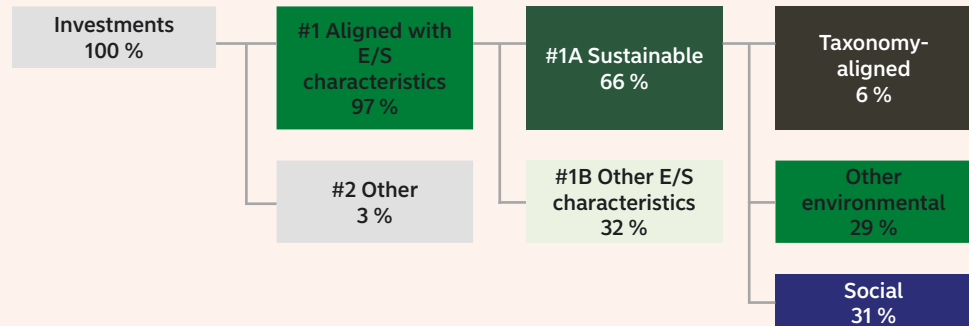 Investments
100 %
#1 Aligned with
E/S
characteristics
97 %
#2 Other
3 %
#1A Sustainable
66 %
#1B Other E/S
characteristics
32 %
Taxonomy-
aligned
6 %
Other
environmental
29 %
Social
31 %